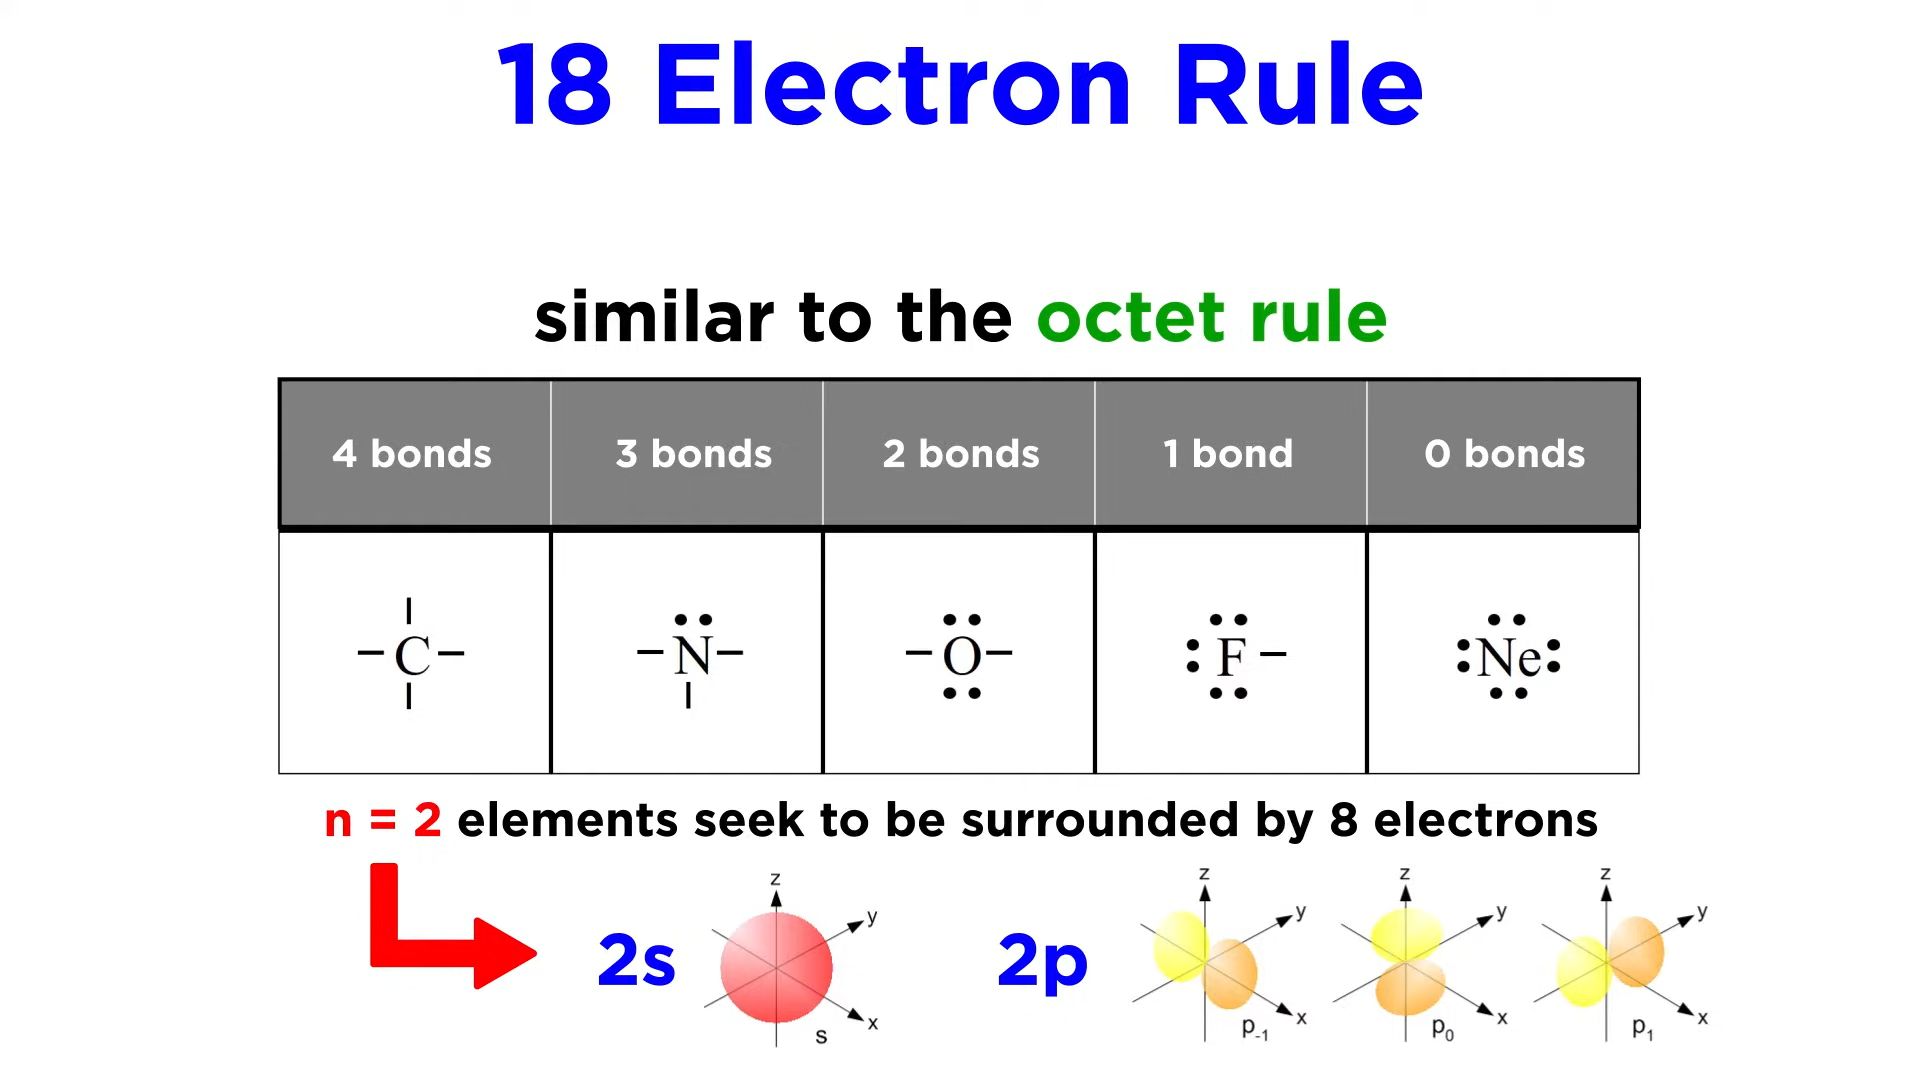 18 Electron Rule
similar to the octet rule
4 bonds 3 bonds 2 bonds 1 bond 0 bonds
C N O F Ne
n = 2 elements seek to be surrounded by 8 electrons
2s z y x s 2p z y x p-1 z y x p0 z y x p1